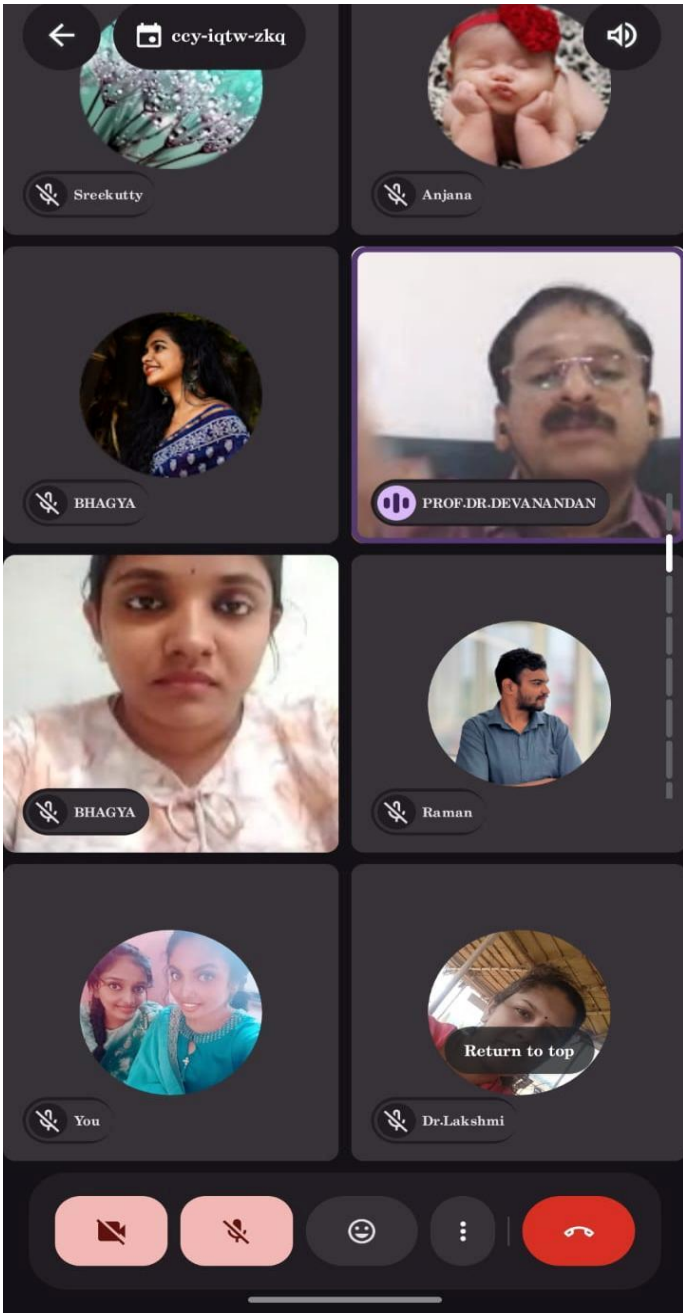 ccy-iqtw-zkq
Sreekutty
Anjana
BHAGYA
PROF.DR.DEVANANDAN
BHAGYA
Raman
Return to top
You
Dr.Lakshmi